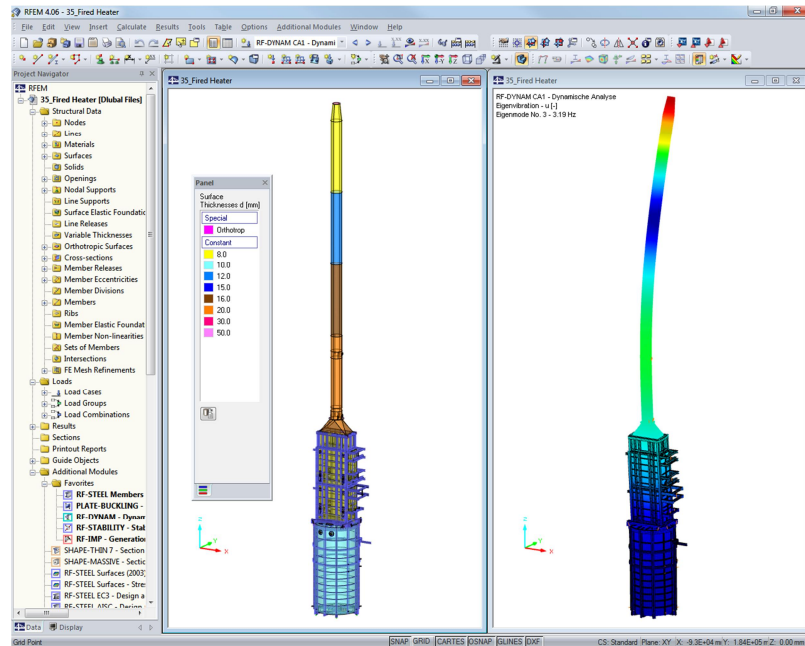 RFEM 4.06 - 35_Fired Heater
File Edit View Insert Calculate Results Tools Table Options Additional Modules Window Help
RF-DYNAM CA1 - Dynami
Project Navigator
RFEM
35_Fired Heater [Dlubal Files]
Structural Data
Nodes
Lines
Materials
Surfaces
Solids
Openings
Nodal Supports
Line Supports
Surface Elastic Foundatic
Line Releases
Variable Thicknesses
Orthotropic Surfaces
Cross-sections
Member Releases
Member Eccentricities
Member Divisions
Members
Ribs
Member Elastic Foundat
Member Non-linearities
Sets of Members
Intersections
FE Mesh Refinements
Loads
Load Cases
Load Groups
Load Combinations
Results
Sections
Printout Reports
Guide Objects
Additional Modules
Favorites
RF-STEEL Members
PLATE-BUCKLING -
RF-DYNAM - Dynam
RF-STABILITY - Stab
RF-IMP - Generatio
SHAPE-THIN 7 - Section
SHAPE-MASSIVE - Sectic
RF-STEEL Surfaces (2003)
RF-STEEL Surfaces - Stre
RF-STEEL EC3 - Design a
RF-STEEL AISC - Design
Data Display
35_Fired Heater
Panel
Surface
Thicknesses d [mm]
Special
Orthotrop
Constant
8.0
10.0
12.0
15.0
16.0
20.0
30.0
50.0
Z
Y
X
35_Fired Heater
RF-DYNAM CA1 - Dynamische Analyse
Eigenvibration - u [-]
Eigenmode No. 3 - 3.19 Hz
Z
Y
X
Grid Point
SNAP GRID CARTES OSNAP GLINES DXF
CS: Standard Plane: XY X: -9.3E+04 m Y: 1.84E+05 m Z: 0.00 mm